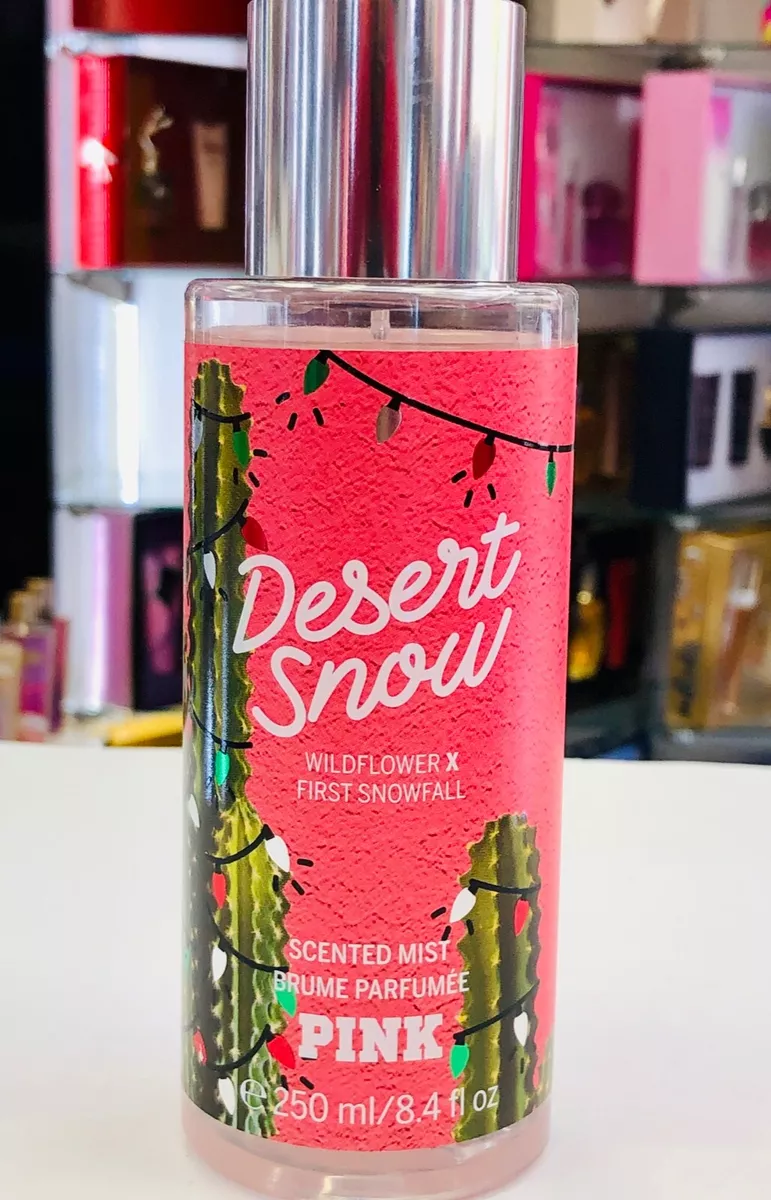 Desert
Snow
WILDFLOWER X
FIRST SNOWFALL
SCENTED MIST
BRUME PARFUMÉE
PINK
℮ 250 ml/8.4 fl oz